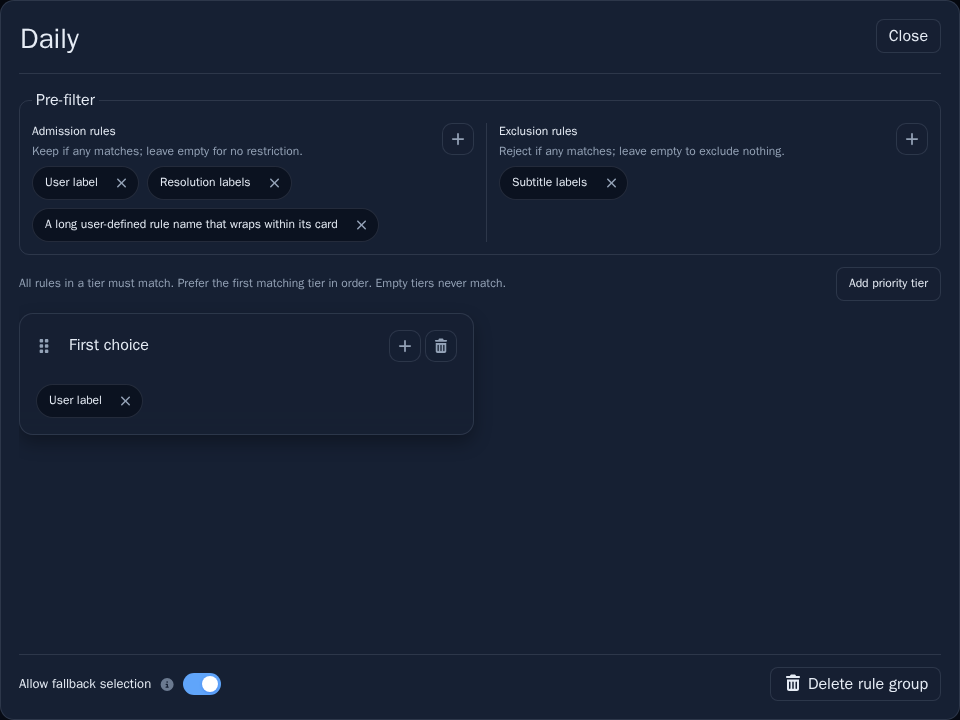 Daily
Close
Pre-filter
Admission rules
Keep if any matches; leave empty for no restriction.
User label
Resolution labels
A long user-defined rule name that wraps within its card
Exclusion rules
Reject if any matches; leave empty to exclude nothing.
Subtitle labels
All rules in a tier must match. Prefer the first matching tier in order. Empty tiers never match.
Add priority tier
First choice
User label
Allow fallback selection
Delete rule group